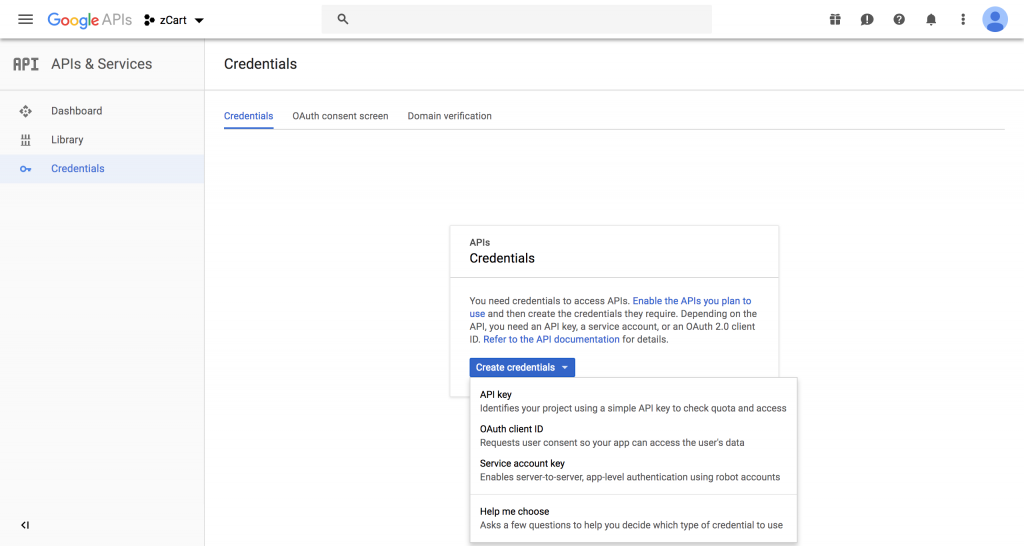 Google APIs zCart
API APIs & Services
Credentials
Dashboard
Library
Credentials
Credentials OAuth consent screen Domain verification
APIs
Credentials
You need credentials to access APIs. Enable the APIs you plan to
use and then create the credentials they require. Depending on the
API, you need an API key, a service account, or an OAuth 2.0 client
ID. Refer to the API documentation for details.
Create credentials
API key
Identifies your project using a simple API key to check quota and access
OAuth client ID
Requests user consent so your app can access the user's data
Service account key
Enables server-to-server, app-level authentication using robot accounts
Help me choose
Asks a few questions to help you decide which type of credential to use